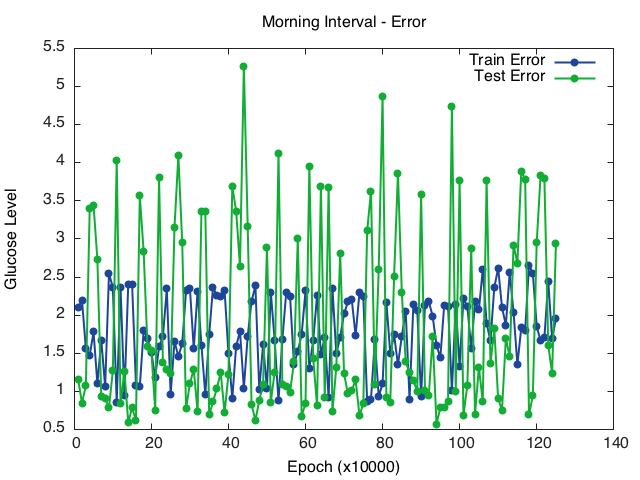 Morning Interval - Error
Train Error
Test Error
Glucose Level
5.5
5
4.5
4
3.5
3
2.5
2
1.5
1
0.5
0 20 40 60 80 100 120 140
Epoch (x10000)